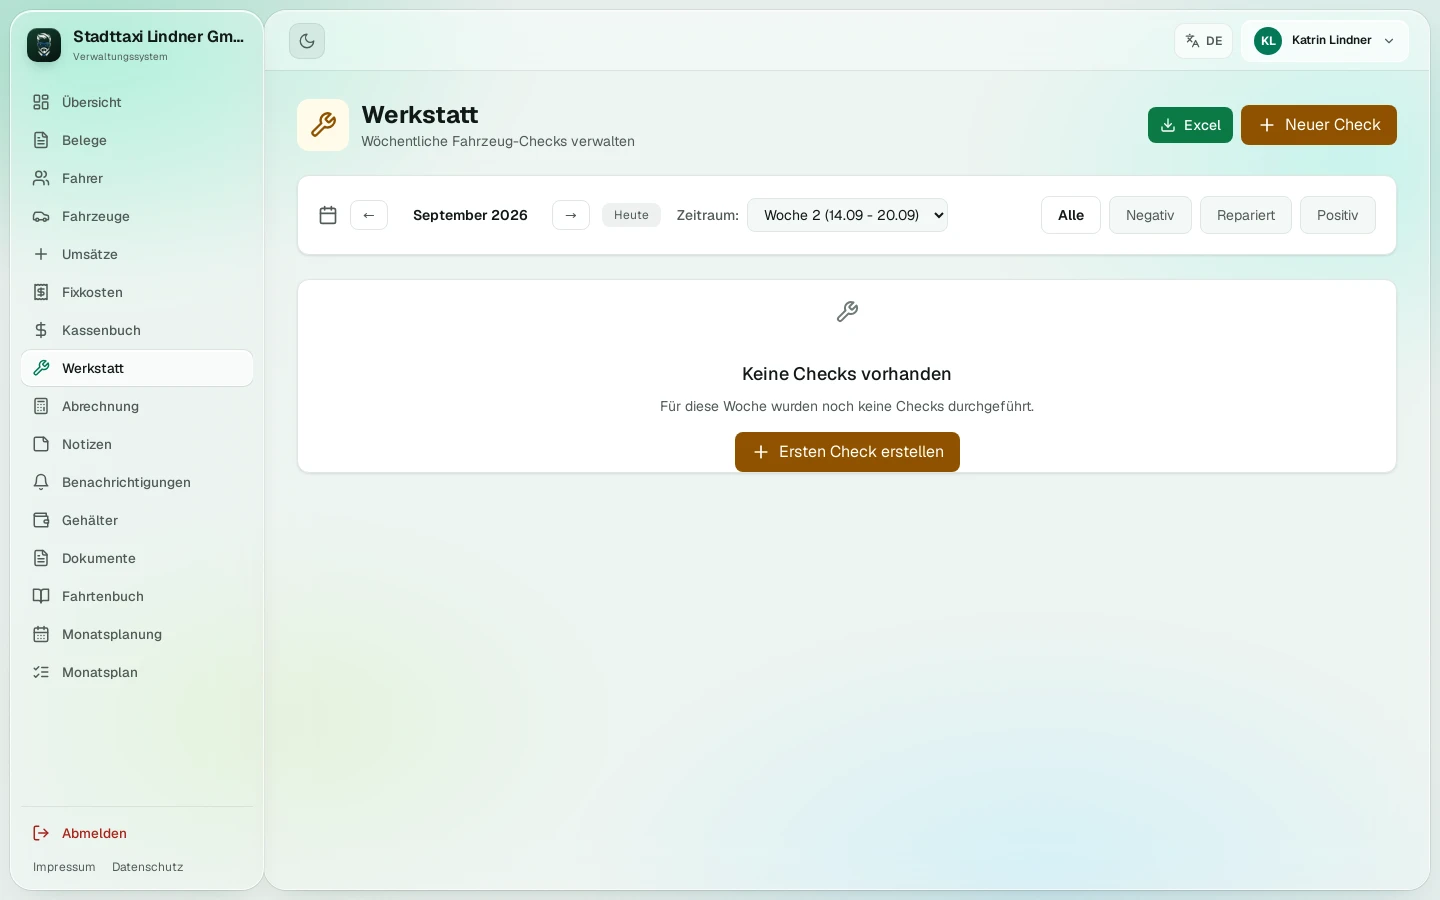 Stadttaxi Lindner Gm...
Verwaltungssystem
Übersicht
Belege
Fahrer
Fahrzeuge
Umsätze
Fixkosten
Kassenbuch
Werkstatt
Abrechnung
Notizen
Benachrichtigungen
Gehälter
Dokumente
Fahrtenbuch
Monatsplanung
Monatsplan
Abmelden
Impressum Datenschutz
DE
KL Katrin Lindner
Werkstatt
Wöchentliche Fahrzeug-Checks verwalten
Excel
Neuer Check
← September 2026 → Heute Zeitraum: Woche 2 (14.09 - 20.09)
Alle Negativ Repariert Positiv
Keine Checks vorhanden
Für diese Woche wurden noch keine Checks durchgeführt.
Ersten Check erstellen